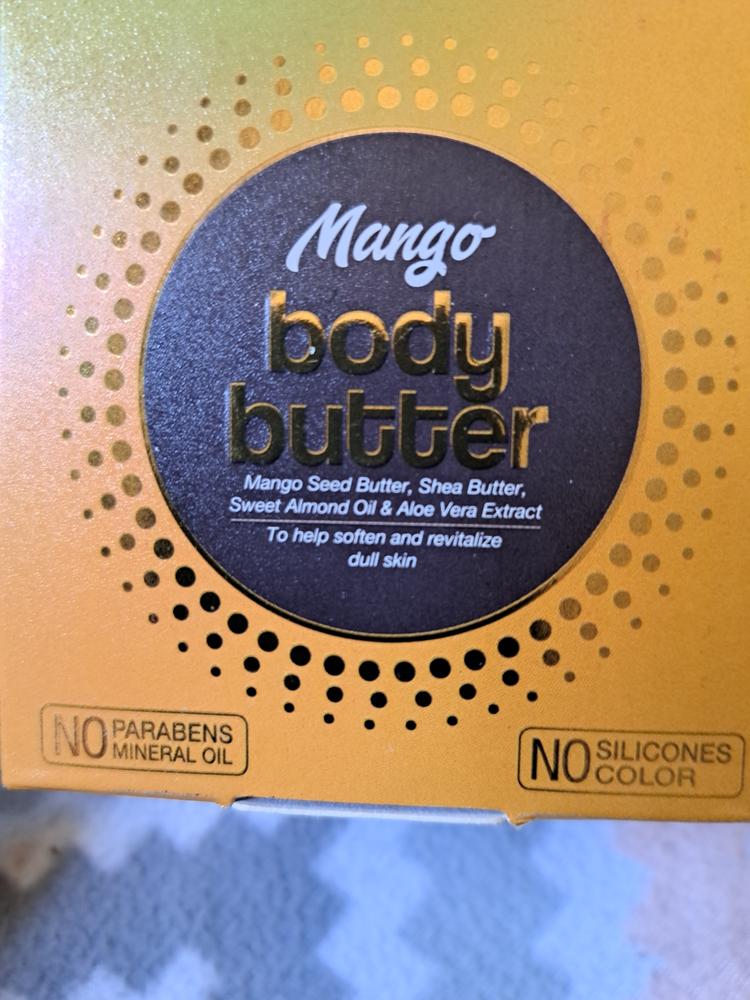 Mango
body
butter
Mango Seed Butter, Shea Butter,
Sweet Almond Oil & Aloe Vera Extract
To help soften and revitalize
dull skin
NO PARABENS
MINERAL OIL
NO SILICONES
COLOR